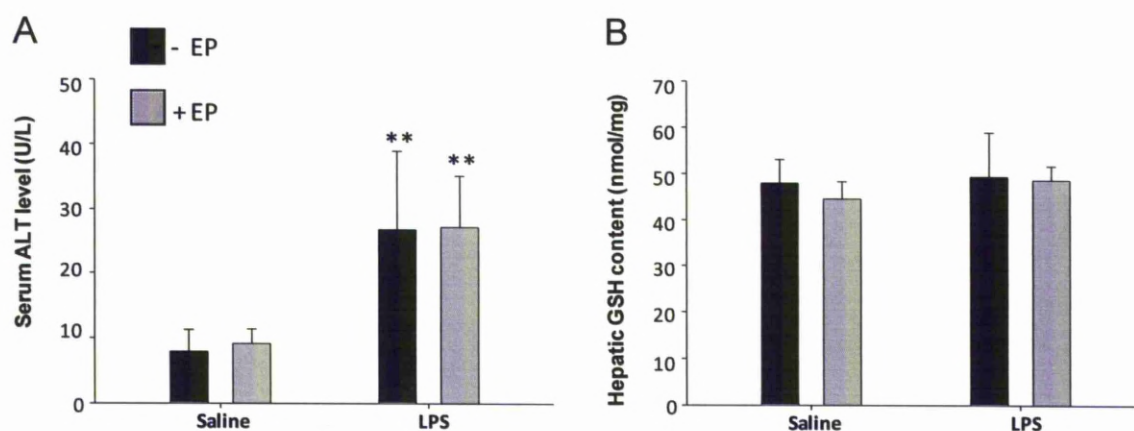 A
- EP
+ EP
Serum ALT level (U/L)
50
40
30
20
10
0
**
**
Saline
LPS
B
Hepatic GSH content (nmol/mg)
80
70
60
50
40
30
20
10
0
Saline
LPS